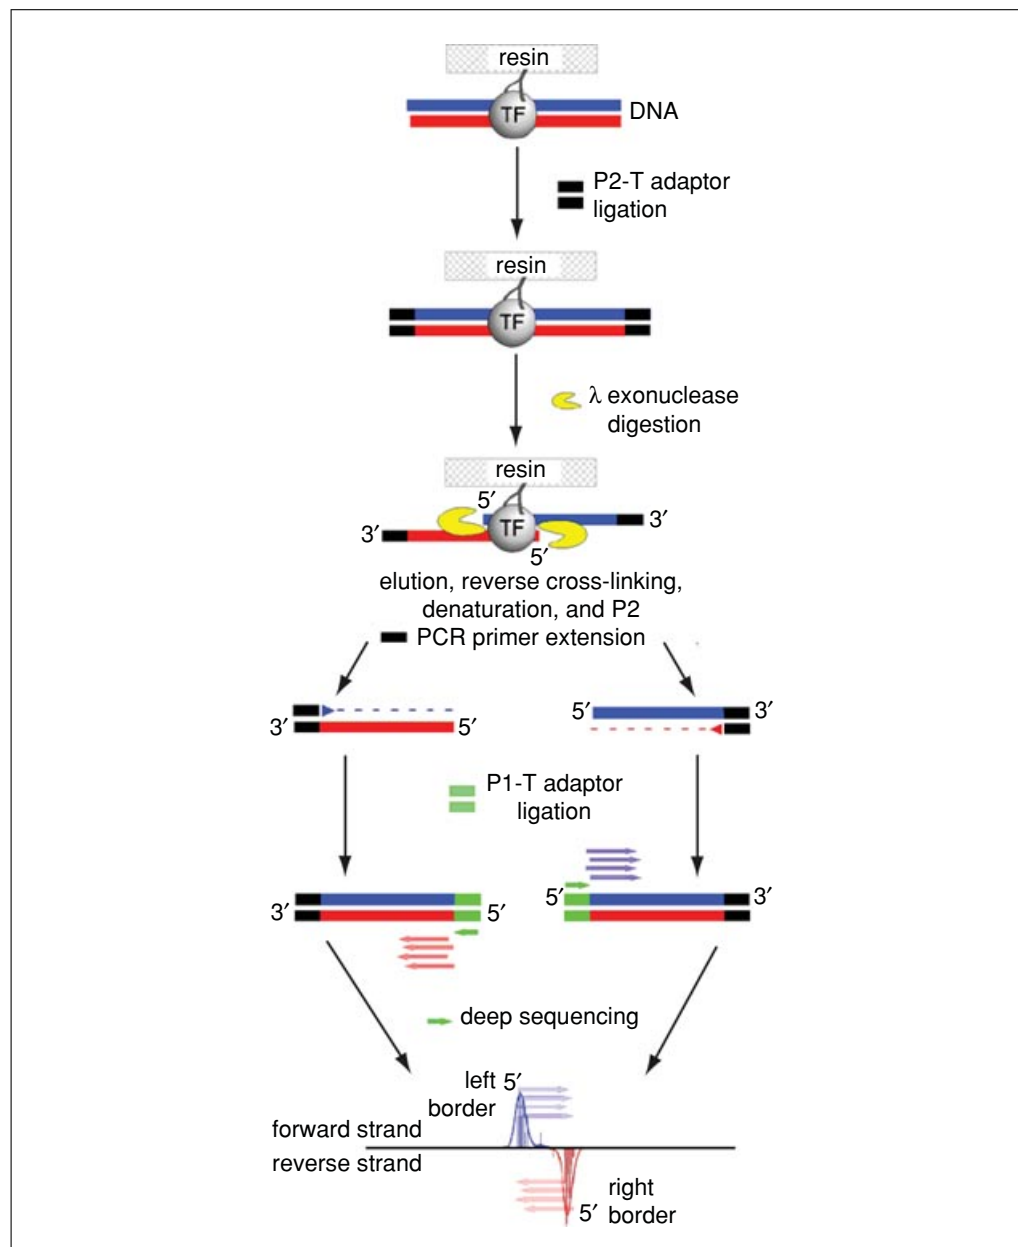 resin
TF
DNA
P2-T adaptor
ligation
resin
TF
λ exonuclease
digestion
resin
5′
3′
TF
3′
5′
elution, reverse cross-linking,
denaturation, and P2
PCR primer extension
3′
5′
5′
3′
P1-T adaptor
ligation
3′
5′
5′
3′
deep sequencing
left 5′
border
forward strand
reverse strand
5′
right
border